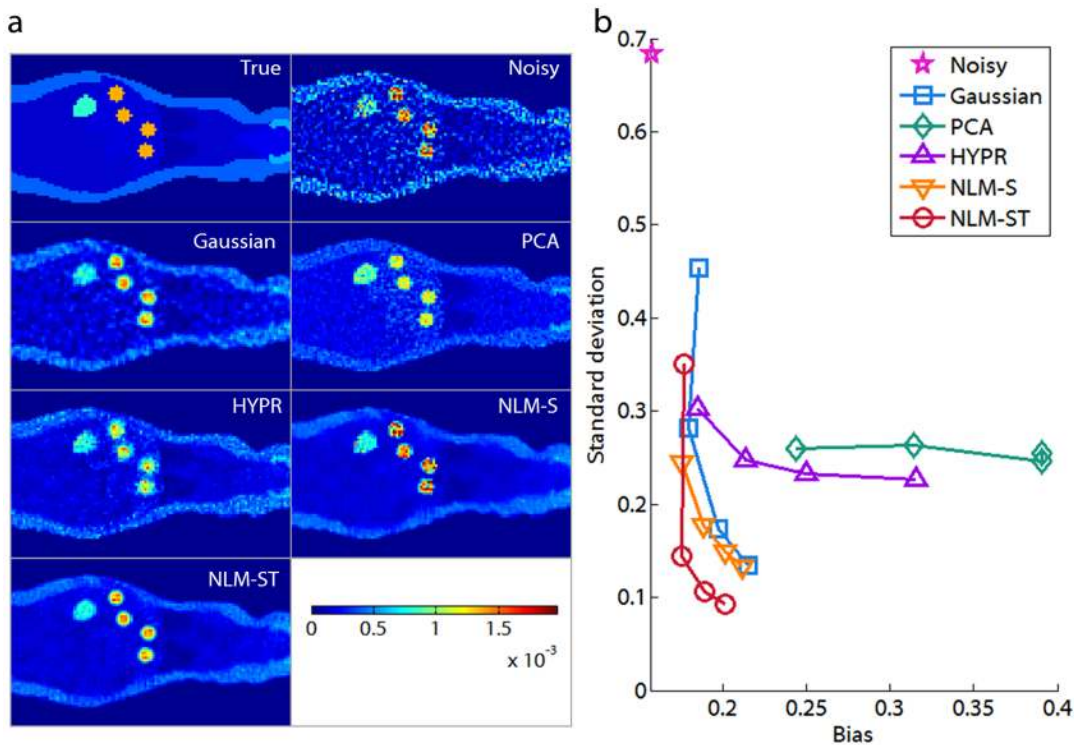 a
True
Noisy
Gaussian
PCA
HYPR
NLM-S
NLM-ST
0 0.5 1 1.5
x 10⁻³
b
0.7
0.6
0.5
0.4
0.3
0.2
0.1
0
Standard deviation
0.2 0.25 0.3 0.35 0.4
Bias
Noisy
Gaussian
PCA
HYPR
NLM-S
NLM-ST